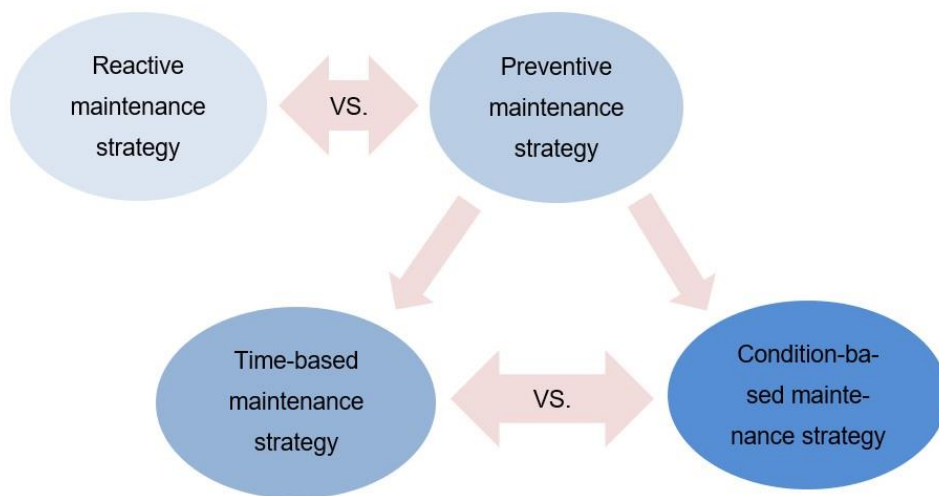 Reactive
maintenance
strategy
VS.
Preventive
maintenance
strategy
Time-based
maintenance
strategy
VS.
Condition-ba-
sed mainte-
nance strategy